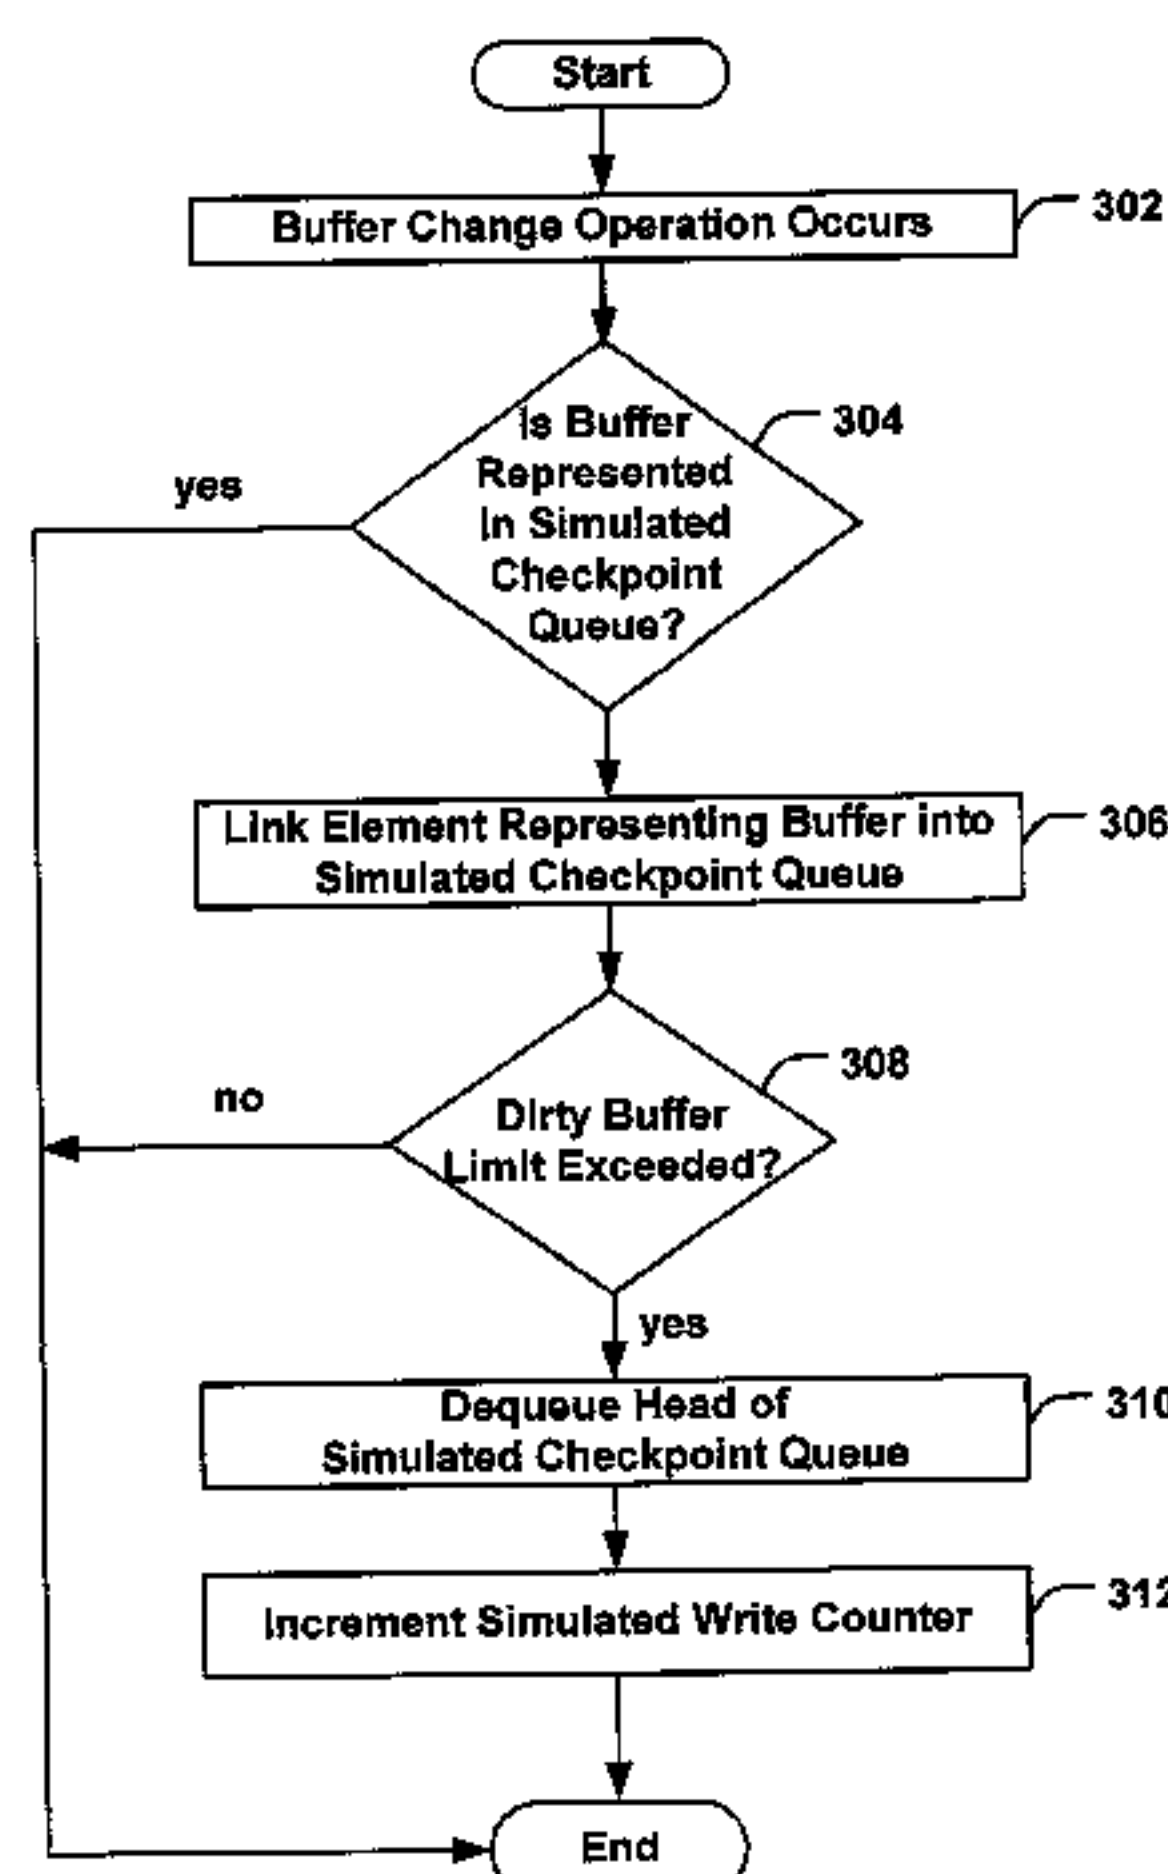 Start
Buffer Change Operation Occurs
302
Is Buffer
Represented
In Simulated
Checkpoint
Queue?
304
yes
Link Element Representing Buffer into
Simulated Checkpoint Queue
306
Dirty Buffer
Limit Exceeded?
308
no
yes
Dequeue Head of
Simulated Checkpoint Queue
310
Increment Simulated Write Counter
312
End